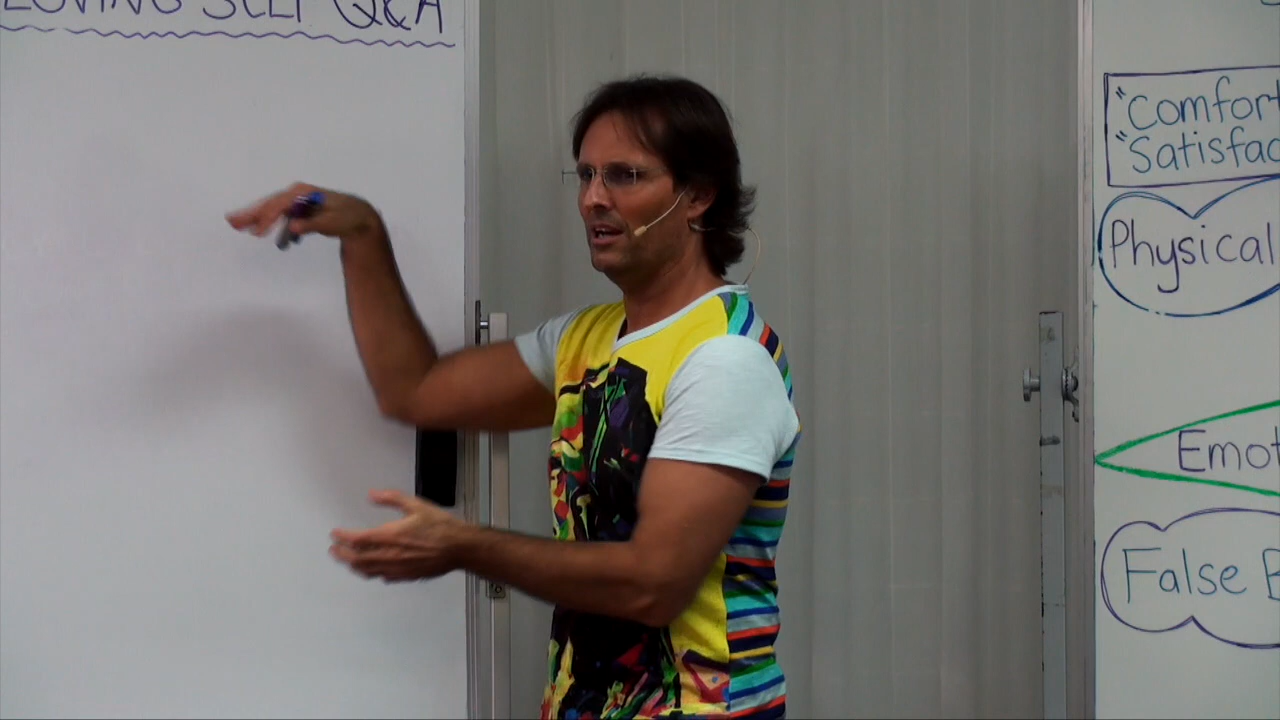 LOVING SELF Q&A
"Comfort
"Satisfac
Physical
Emot
False B